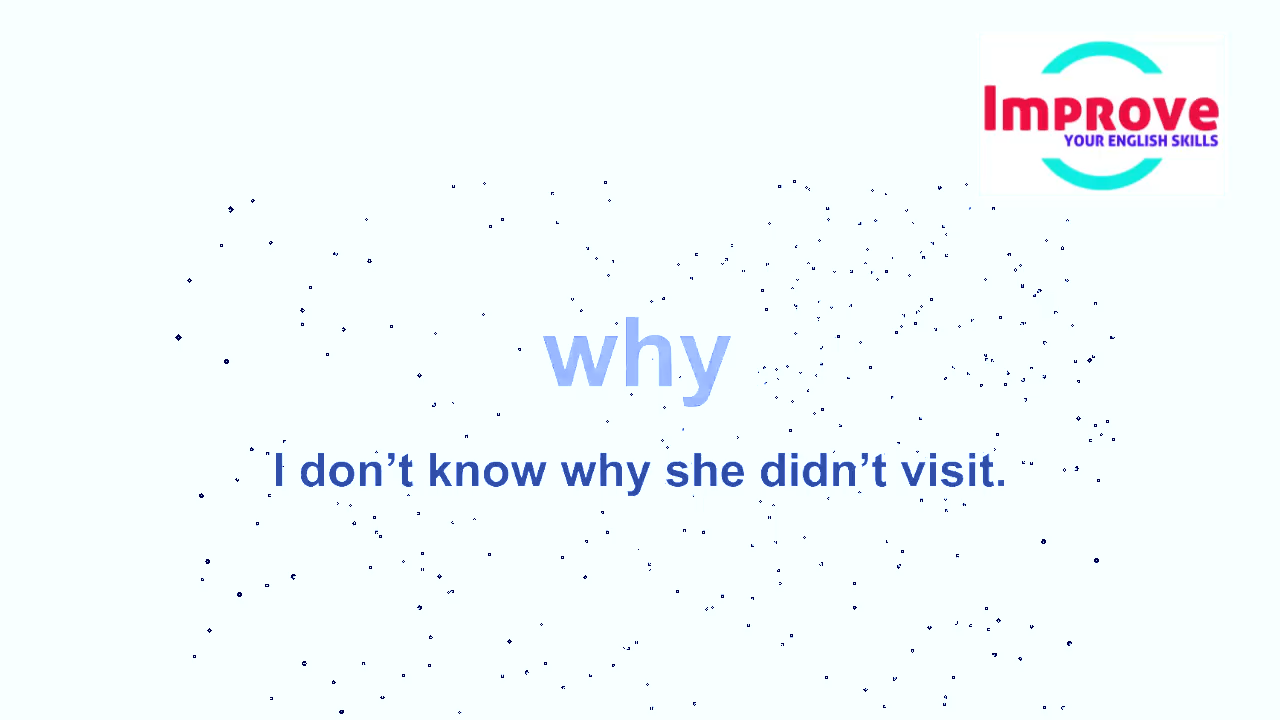 Improve
YOUR ENGLISH SKILLS
why
I don’t know why she didn’t visit.